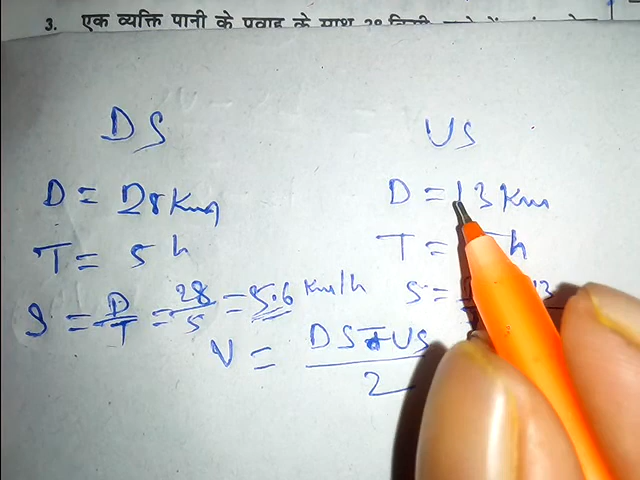 3. एक व्यक्ति पानी के प्रवाह के साथ 28 किमी
DS US
D = 28 Km D = 13 Km
T = 5 h T = h
S = D/T = 28/5 = 5.6 Km/h S =
V = DS - US / 2